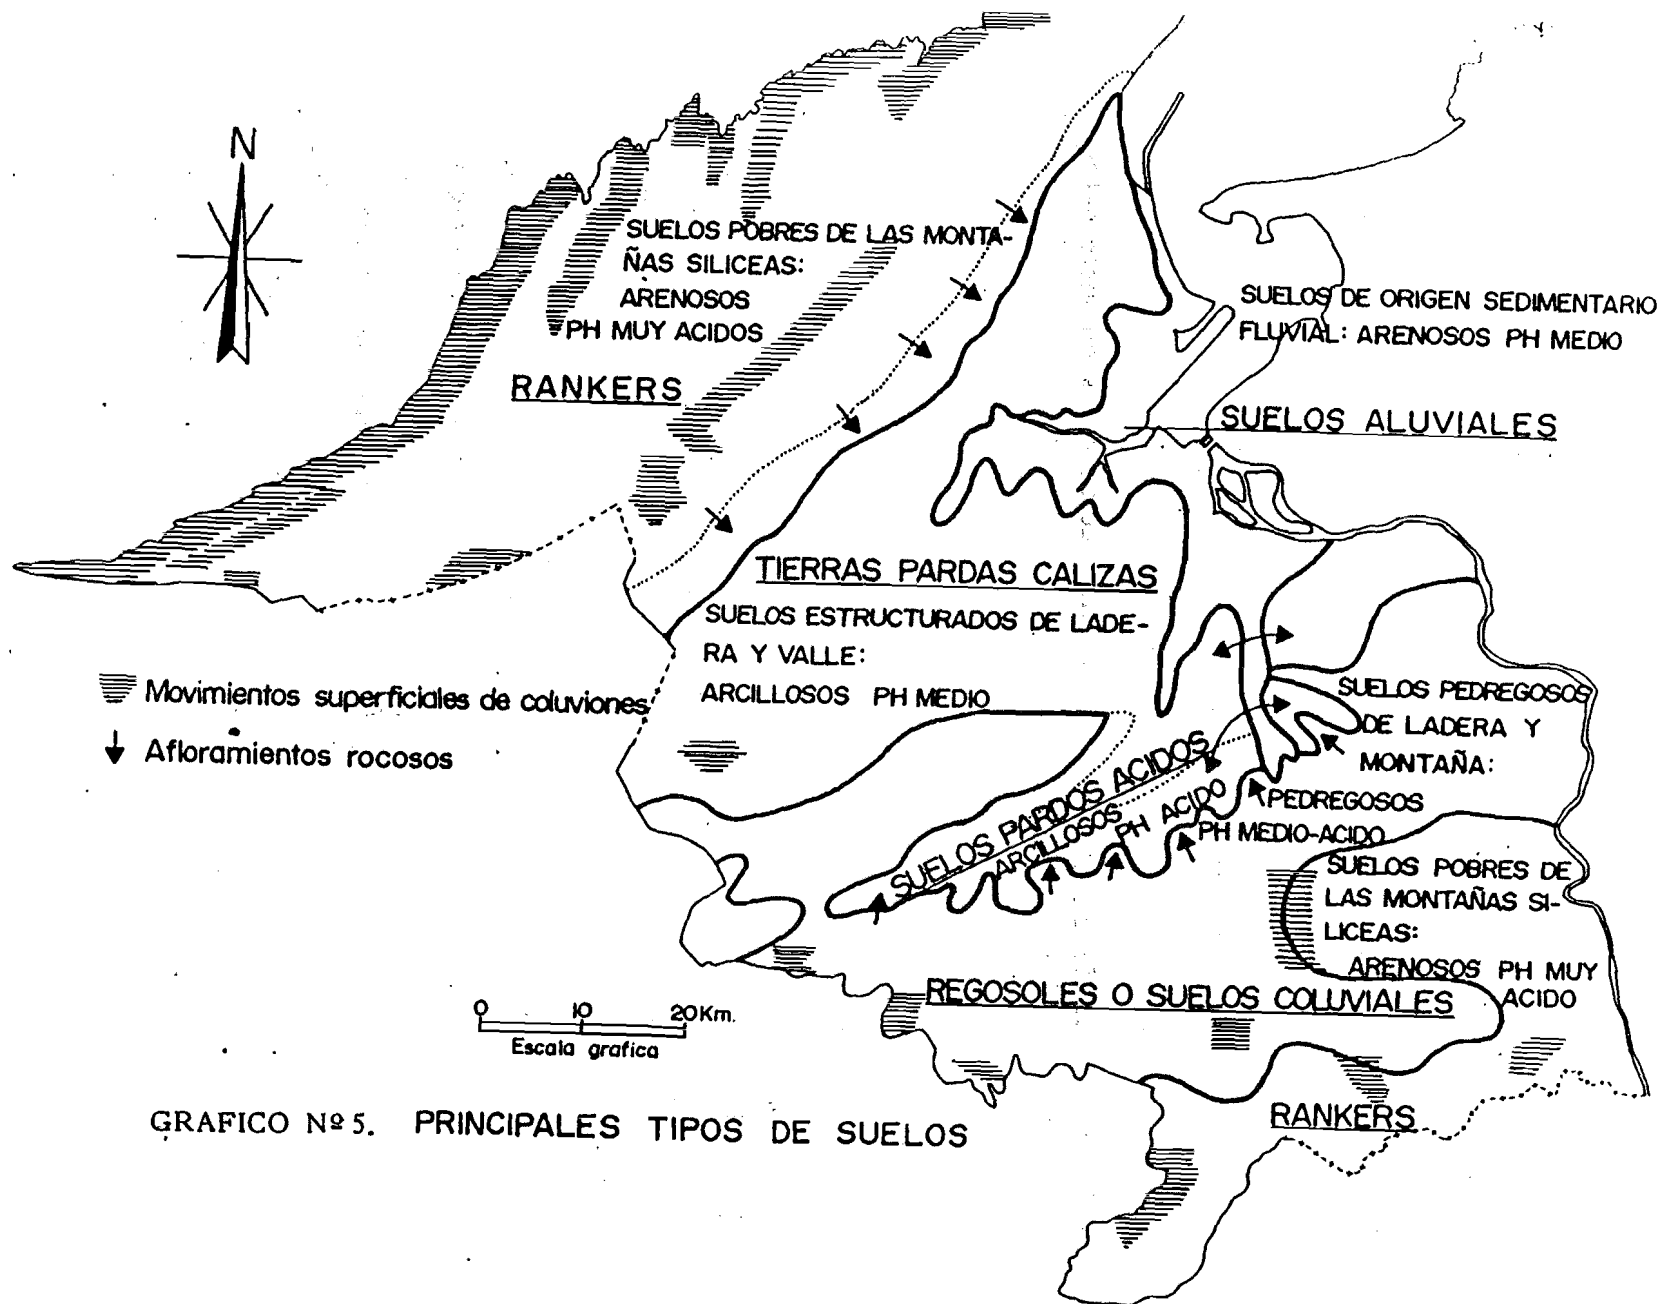 N
SUELOS POBRES DE LAS MONTA-
ÑAS SILICEAS:
ARENOSOS
PH MUY ACIDOS
RANKERS
SUELOS DE ORIGEN SEDIMENTARIO
FLUVIAL: ARENOSOS PH MEDIO
SUELOS ALUVIALES
TIERRAS PARDAS CALIZAS
SUELOS ESTRUCTURADOS DE LADE-
RA Y VALLE:
ARCILLOSOS PH MEDIO
Movimientos superficiales de coluviones
Afloramientos rocosos
SUELOS PARDOS ACIDOS
ARCILLOSOS PH ACIDO
SUELOS PEDREGOSOS
DE LADERA Y
MONTAÑA:
PEDREGOSOS
PH MEDIO-ACIDO
SUELOS POBRES DE
LAS MONTAÑAS SI-
LICEAS:
ARENOSOS PH MUY
ACIDO
REGOSOLES O SUELOS COLUVIALES
RANKERS
0 10 20 Km.
Escala grafica
GRAFICO Nº 5. PRINCIPALES TIPOS DE SUELOS